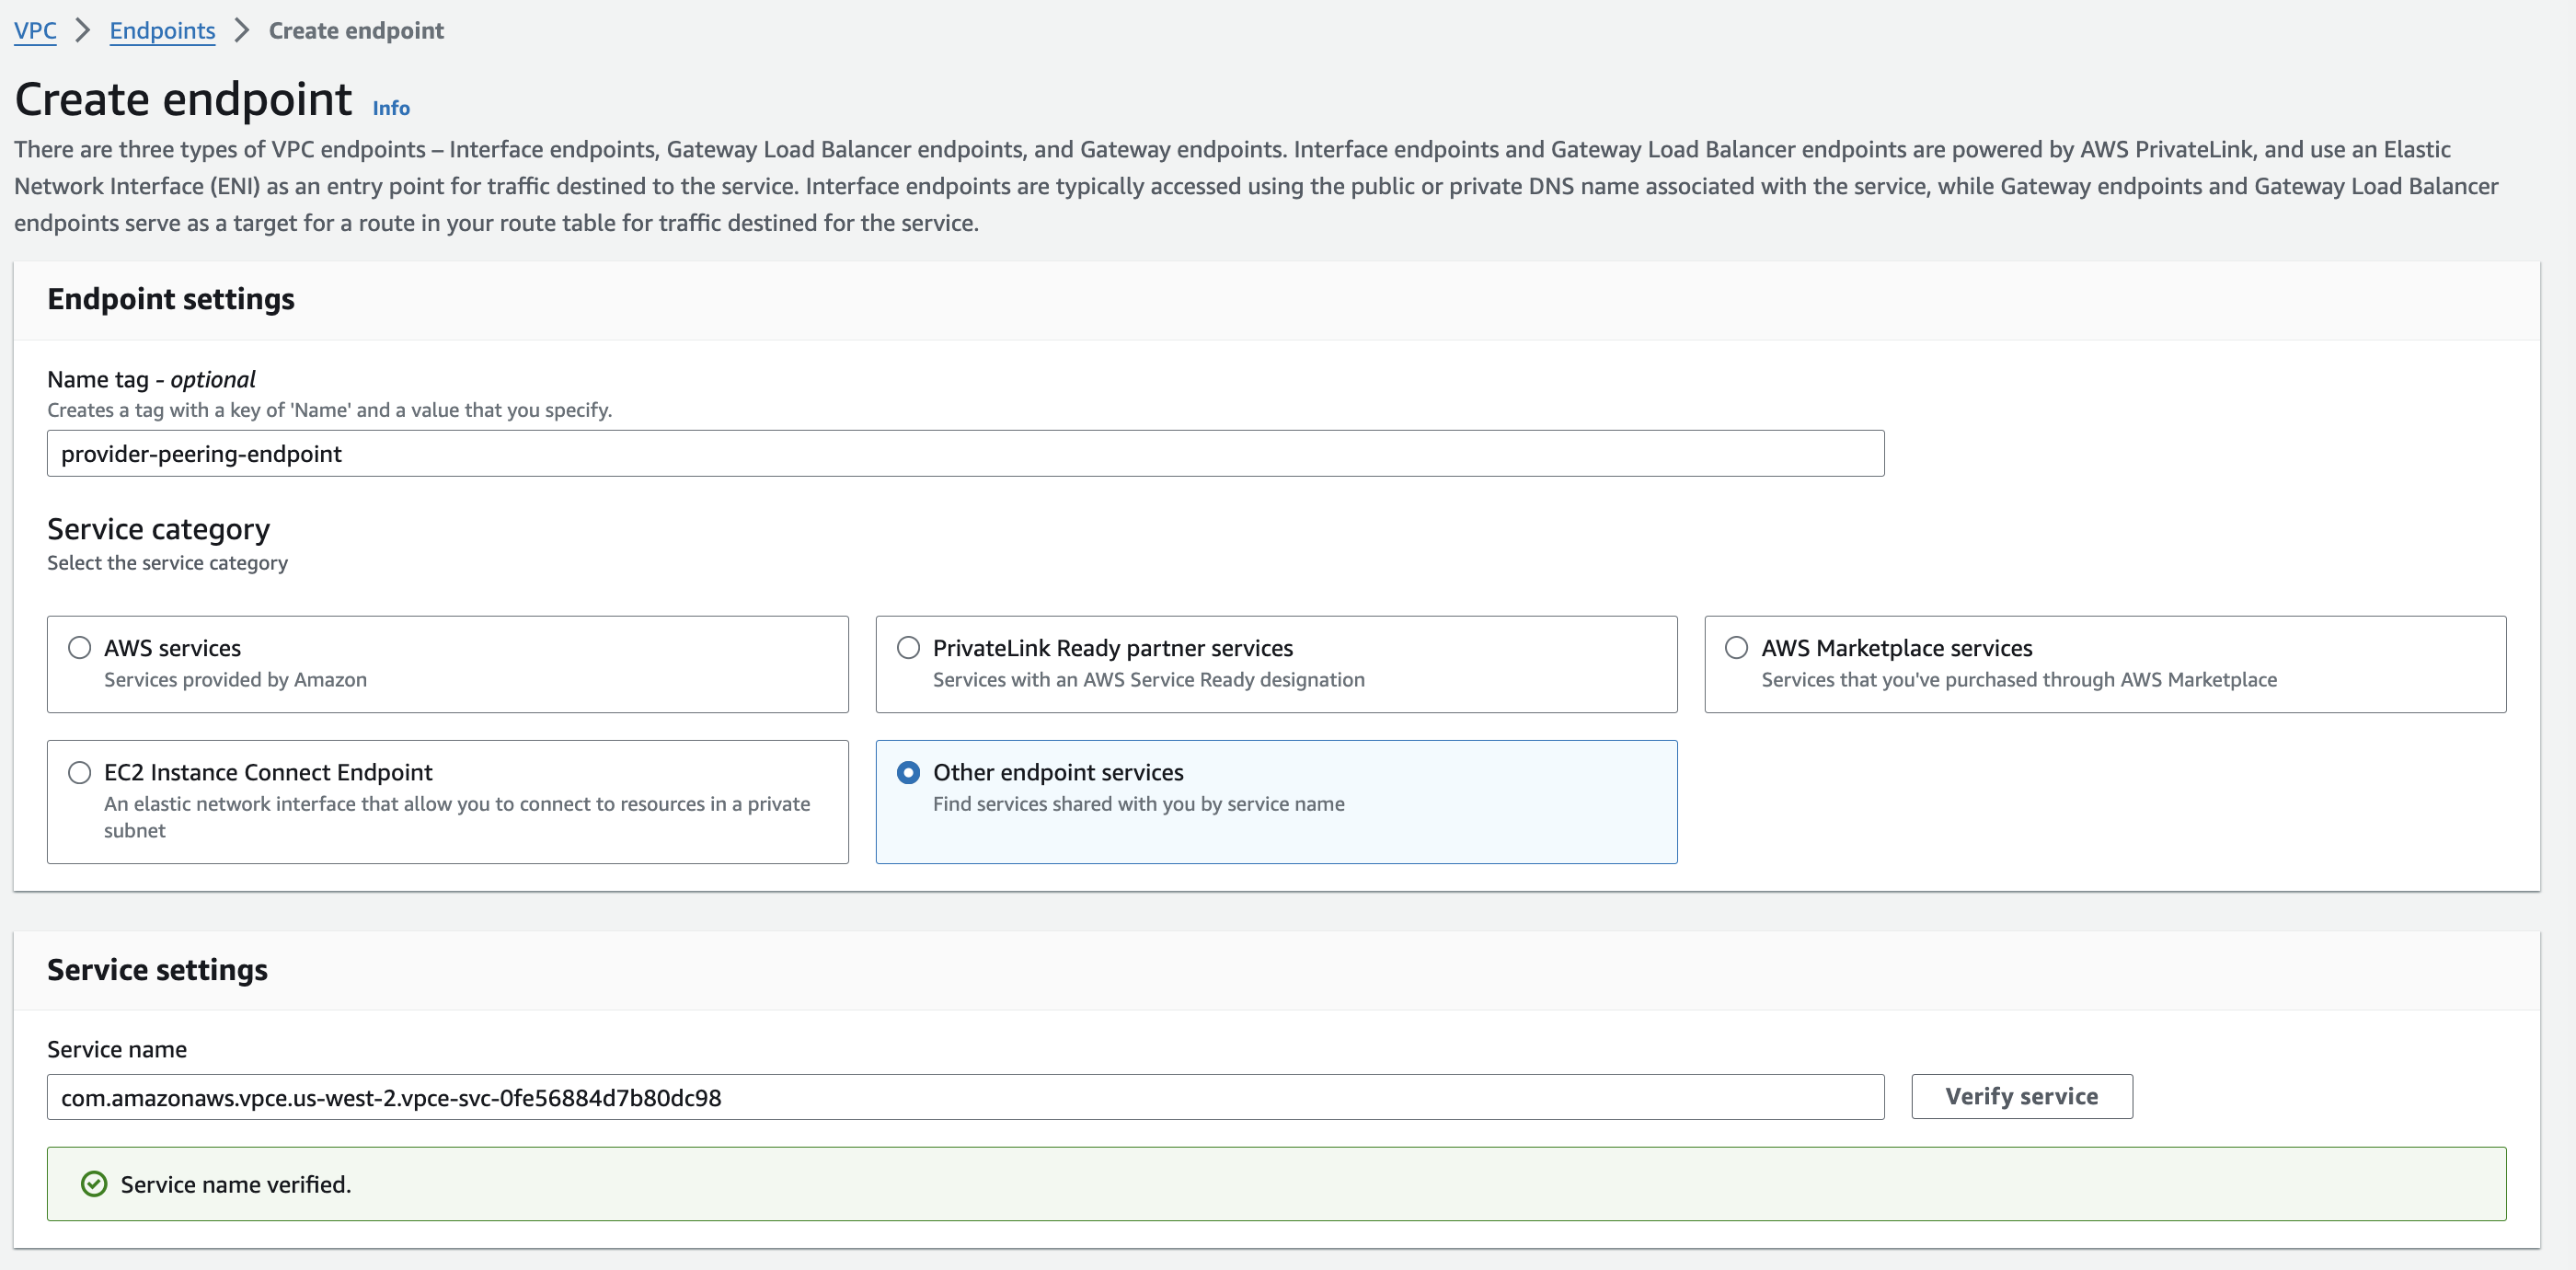 VPC > Endpoints > Create endpoint
Create endpoint Info
There are three types of VPC endpoints – Interface endpoints, Gateway Load Balancer endpoints, and Gateway endpoints. Interface endpoints and Gateway Load Balancer endpoints are powered by AWS PrivateLink, and use an Elastic
Network Interface (ENI) as an entry point for traffic destined to the service. Interface endpoints are typically accessed using the public or private DNS name associated with the service, while Gateway endpoints and Gateway Load Balancer
endpoints serve as a target for a route in your route table for traffic destined for the service.
Endpoint settings
Name tag - optional
Creates a tag with a key of 'Name' and a value that you specify.
provider-peering-endpoint
Service category
Select the service category
AWS services
Services provided by Amazon
PrivateLink Ready partner services
Services with an AWS Service Ready designation
AWS Marketplace services
Services that you've purchased through AWS Marketplace
EC2 Instance Connect Endpoint
An elastic network interface that allow you to connect to resources in a private
subnet
Other endpoint services
Find services shared with you by service name
Service settings
Service name
com.amazonaws.vpce.us-west-2.vpce-svc-0fe56884d7b80dc98
Verify service
Service name verified.